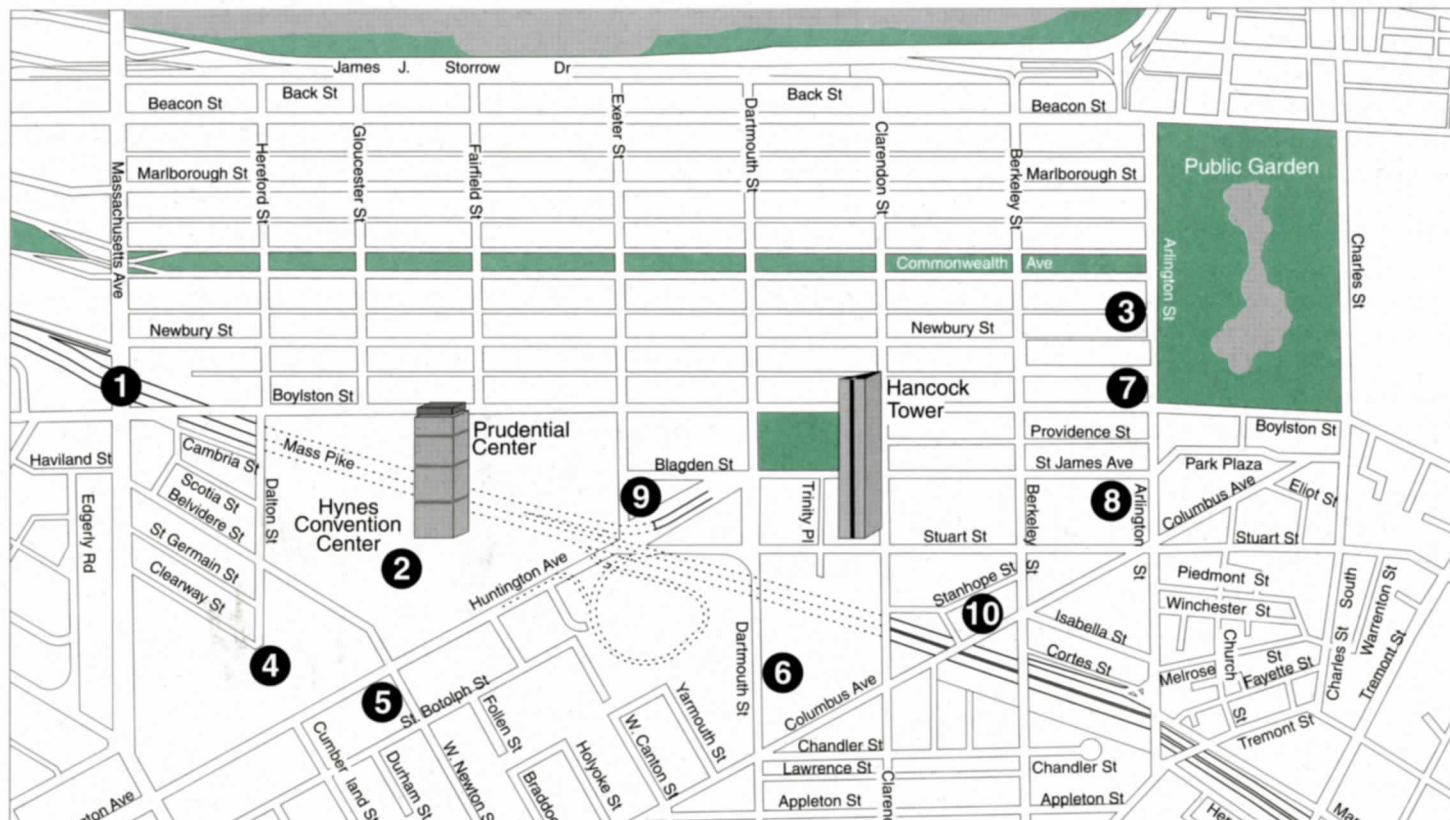 James J. Storrow Dr
Beacon St
Back St
Back St
Beacon St
Massachusetts Ave
Hereford St
Gloucester St
Fairfield St
Exeter St
Dartmouth St
Clarendon St
Berkeley St
Marlborough St
Marlborough St
Public Garden
Arlington St
Charles St
Commonwealth Ave
3
Newbury St
Newbury St
1
7
Boylston St
Hancock
Tower
Prudential
Center
Boylston St
Providence St
Haviland St
Cambria St
Mass Pike
Blagden St
St James Ave
Park Plaza
Columbus Ave
Eliot St
Scotia St
Belvidere St
Edgerly Rd
Dalton St
Hynes
Convention
Center
9
Trinity Pl
Berkeley St
8
Arlington St
St Germain St
Stuart St
Stuart St
Clearway St
2
Huntington Ave
Stanhope St
10
Piedmont St
Winchester St
Isabella St
Cortes St
Church St
Charles St South
Warrenton St
Tremont St
4
5
St. Botolph St
Dartmouth St
6
Columbus Ave
Melrose St
Fayette St
Tremont St
Cumber land St
Durham St
W. Newton St
Follen St
Braddo
Holyoke St
W. Canton St
Yarmouth St
Chandler St
Lawrence St
Appleton St
Claren
Chandler St
Appleton St
ton Ave
Her
Ma